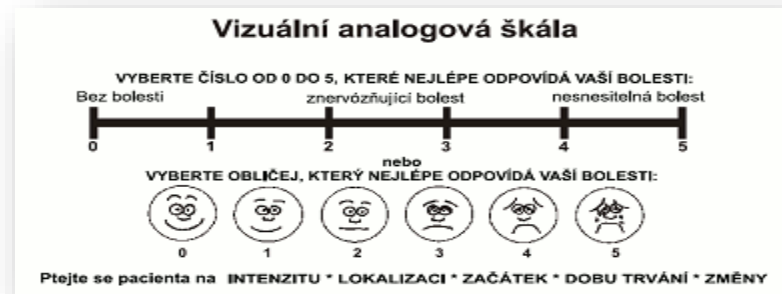 Vizuální analogová škála
VYBERTE ČÍSLO OD 0 DO 5, KTERÉ NEJLÉPE ODPOVÍDÁ VAŠÍ BOLESTI:
Bez bolesti znervózňující bolest nesnesitelná bolest
0 1 2 3 4 5
nebo
VYBERTE OBLIČEJ, KTERÝ NEJLÉPE ODPOVÍDÁ VAŠÍ BOLESTI:
0 1 2 3 4 5
Ptejte se pacienta na INTENZITU * LOKALIZACI * ZAČÁTEK * DOBU TRVÁNÍ * ZMĚNY